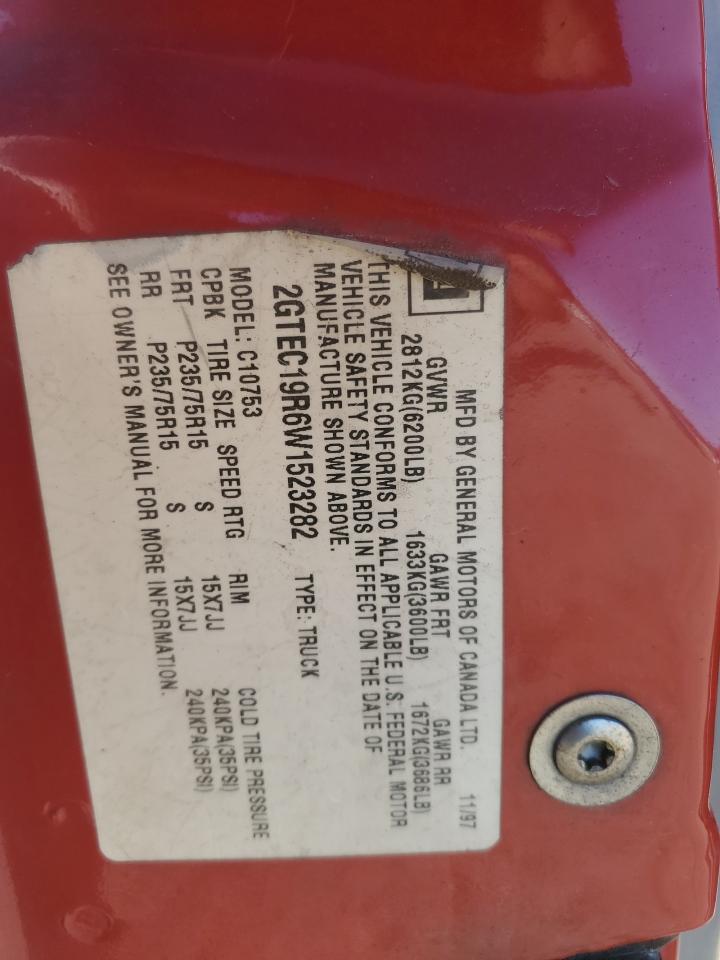 MFD BY GENERAL MOTORS OF CANADA LTD. 11/97
GVWR GAWR FRT GAWR RR
2812KG(6200LB) 1633KG(3600LB) 1672KG(3686LB)
THIS VEHICLE CONFORMS TO ALL APPLICABLE U.S. FEDERAL MOTOR
VEHICLE SAFETY STANDARDS IN EFFECT ON THE DATE OF
MANUFACTURE SHOWN ABOVE.
2GTEC19R6W1523282 TYPE: TRUCK
MODEL: C10753
CPBK TIRE SIZE SPEED RTG RIM COLD TIRE PRESSURE
FRT P235/75R15 S 15X7JJ 240KPA(35PSI)
RR P235/75R15 S 15X7JJ 240KPA(35PSI)
SEE OWNER'S MANUAL FOR MORE INFORMATION.